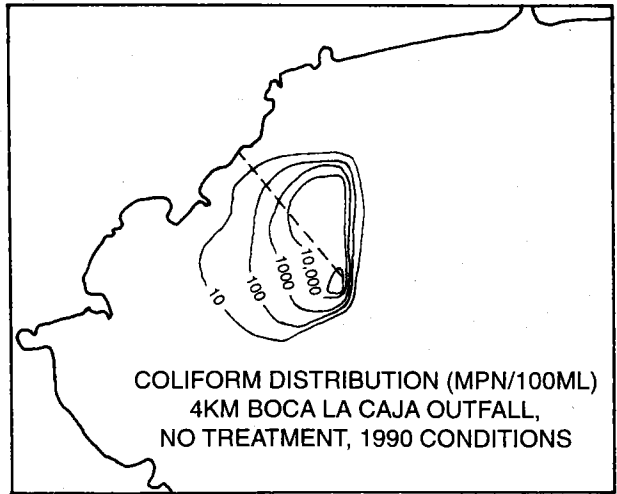 10
100
1000
10,000
COLIFORM DISTRIBUTION (MPN/100ML)
4KM BOCA LA CAJA OUTFALL,
NO TREATMENT, 1990 CONDITIONS